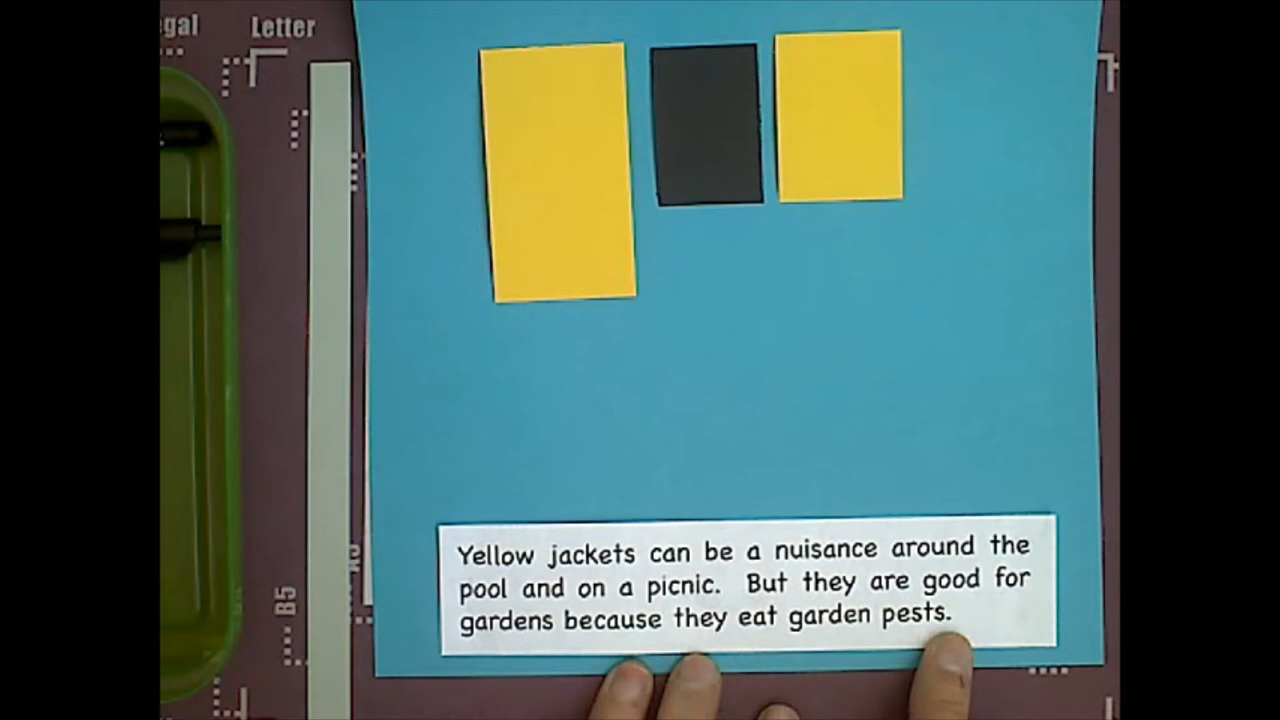 Letter
Yellow jackets can be a nuisance around the
pool and on a picnic. But they are good for
gardens because they eat garden pests.
B5